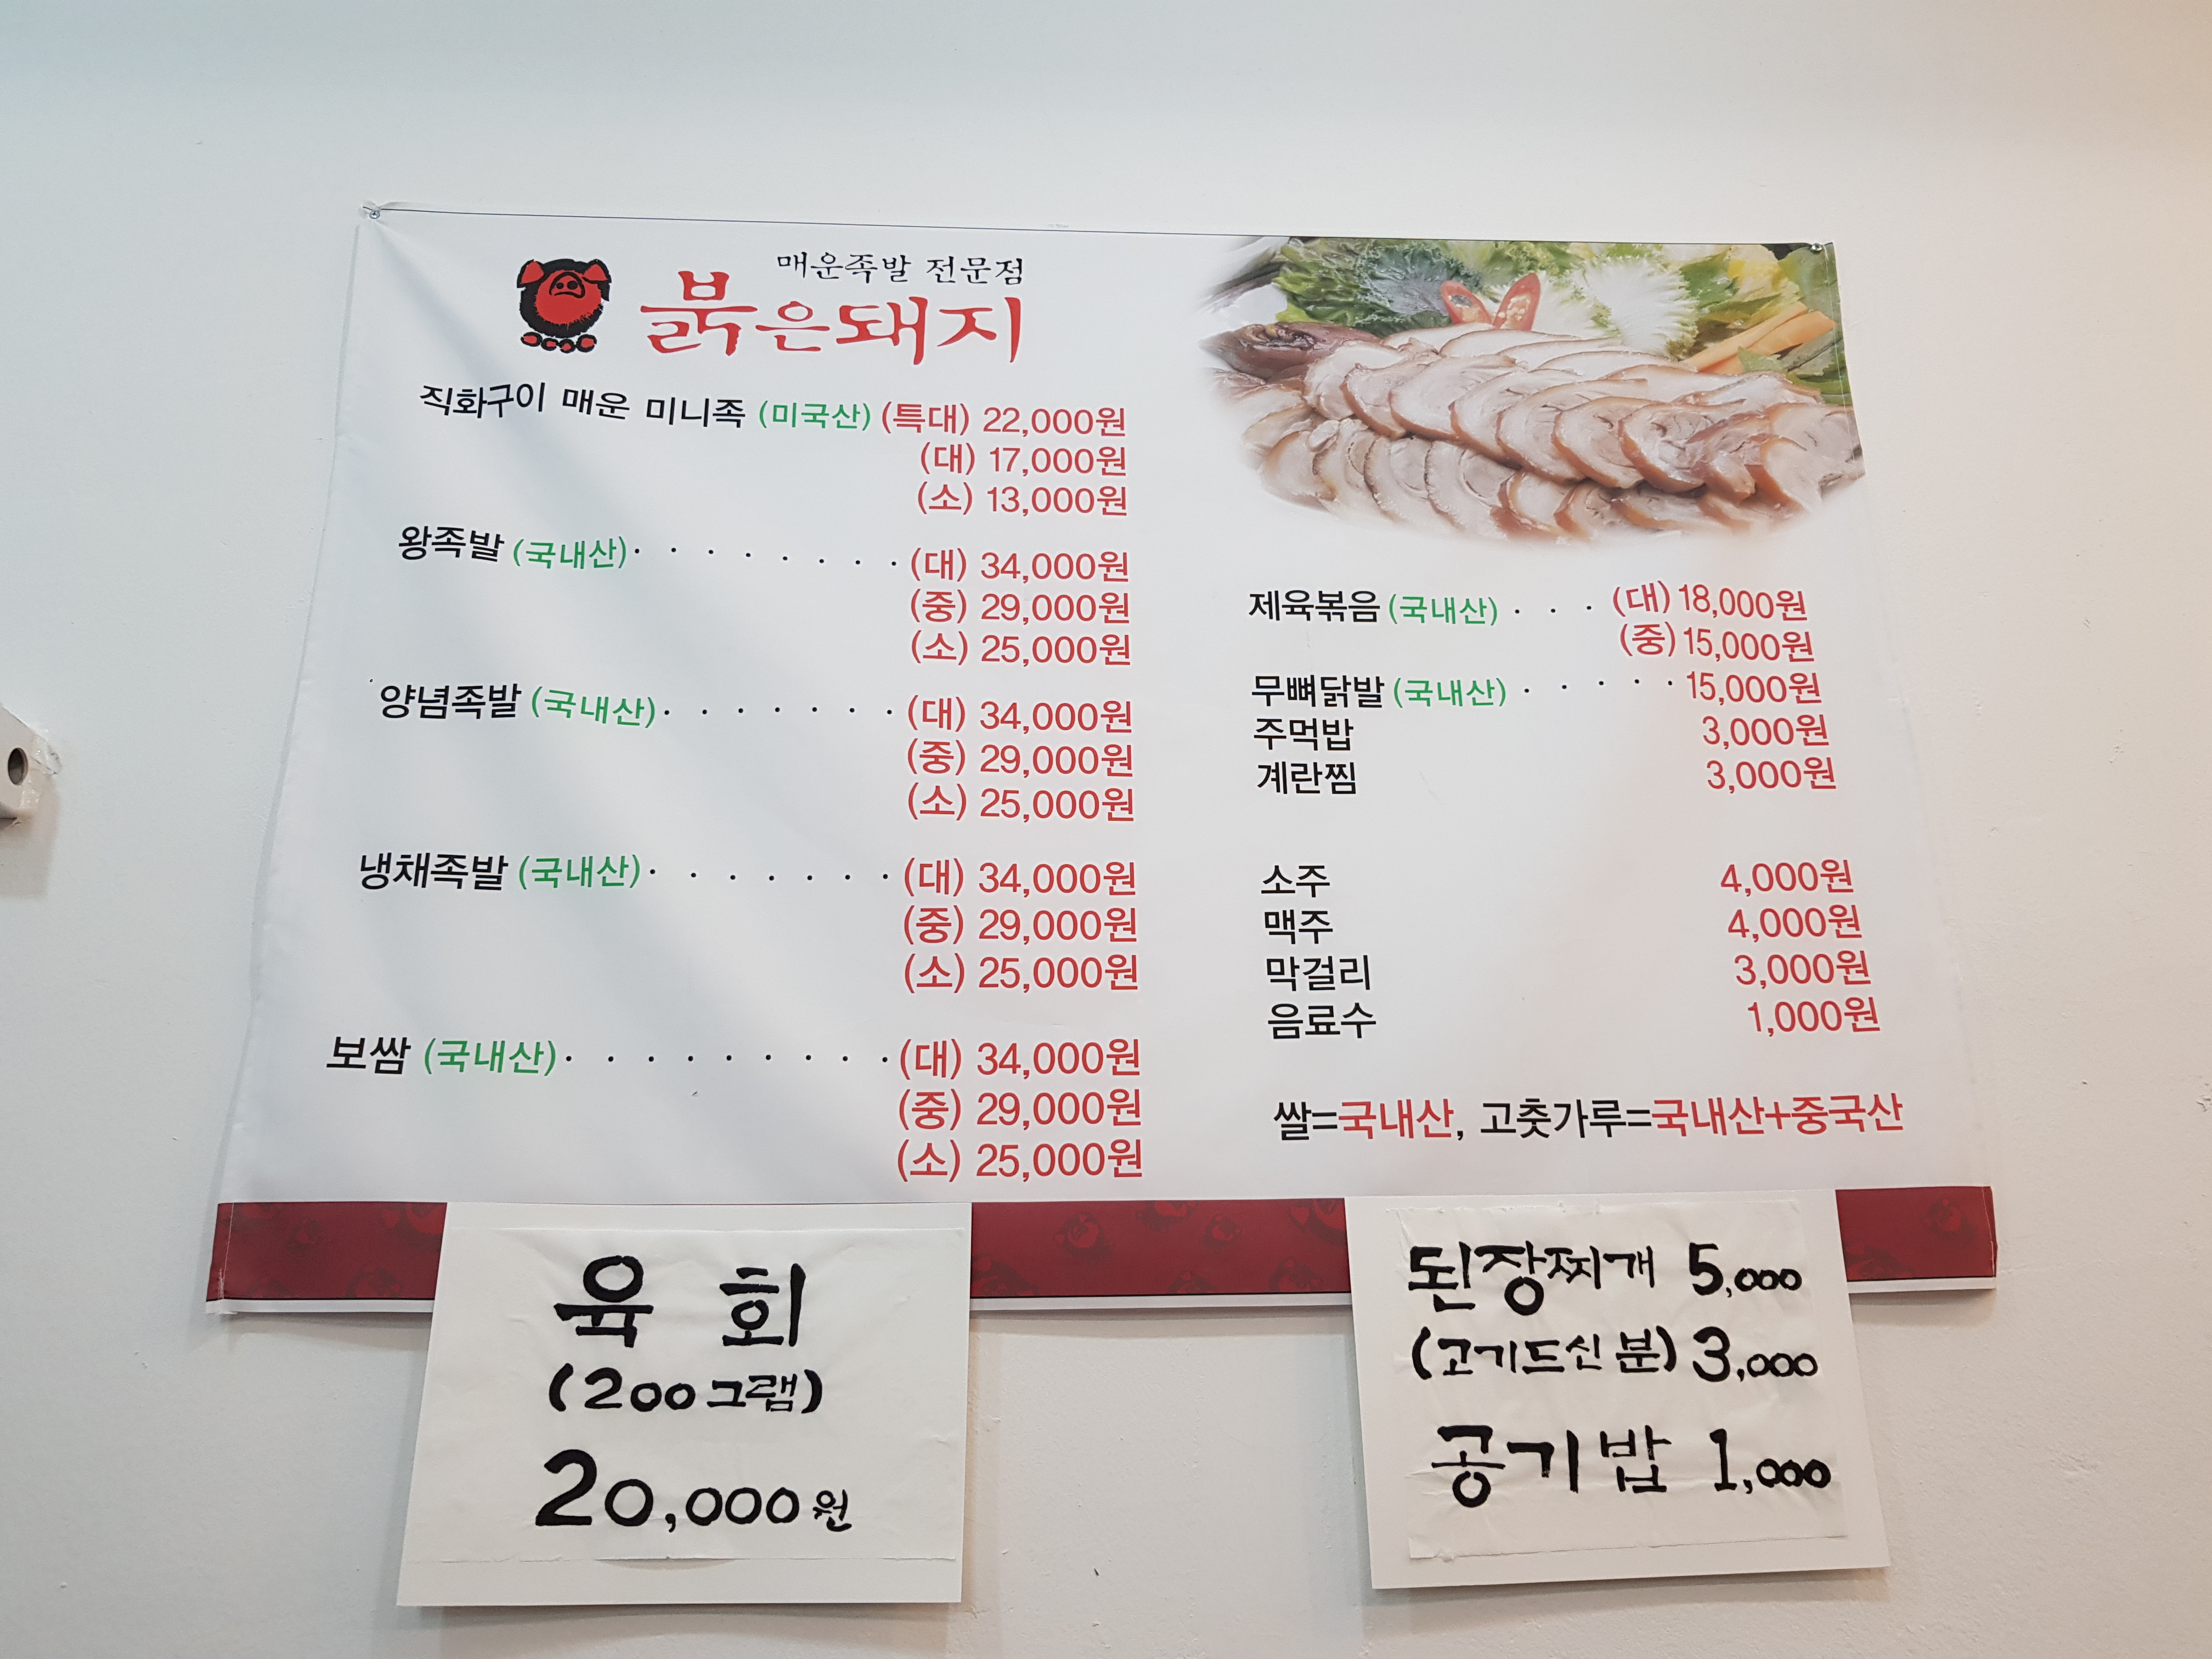 매운족발 전문점
붉은돼지
직화구이 매운 미니족 (미국산) (특대) 22,000원
(대) 17,000원
(소) 13,000원
왕족발 (국내산) · · · · · · · · (대) 34,000원
(중) 29,000원
(소) 25,000원
양념족발 (국내산) · · · · · · · (대) 34,000원
(중) 29,000원
(소) 25,000원
냉채족발 (국내산) · · · · · · · (대) 34,000원
(중) 29,000원
(소) 25,000원
보쌈 (국내산) · · · · · · · · · (대) 34,000원
(중) 29,000원
(소) 25,000원
제육볶음 (국내산) · · · (대) 18,000원
(중) 15,000원
무뼈닭발 (국내산) · · · · · 15,000원
주먹밥 3,000원
계란찜 3,000원
소주 4,000원
맥주 4,000원
막걸리 3,000원
음료수 1,000원
쌀=국내산, 고춧가루=국내산+중국산
육회
(200그램)
20,000원
된장찌개 5,000
(고기드신 분) 3,000
공기밥 1,000